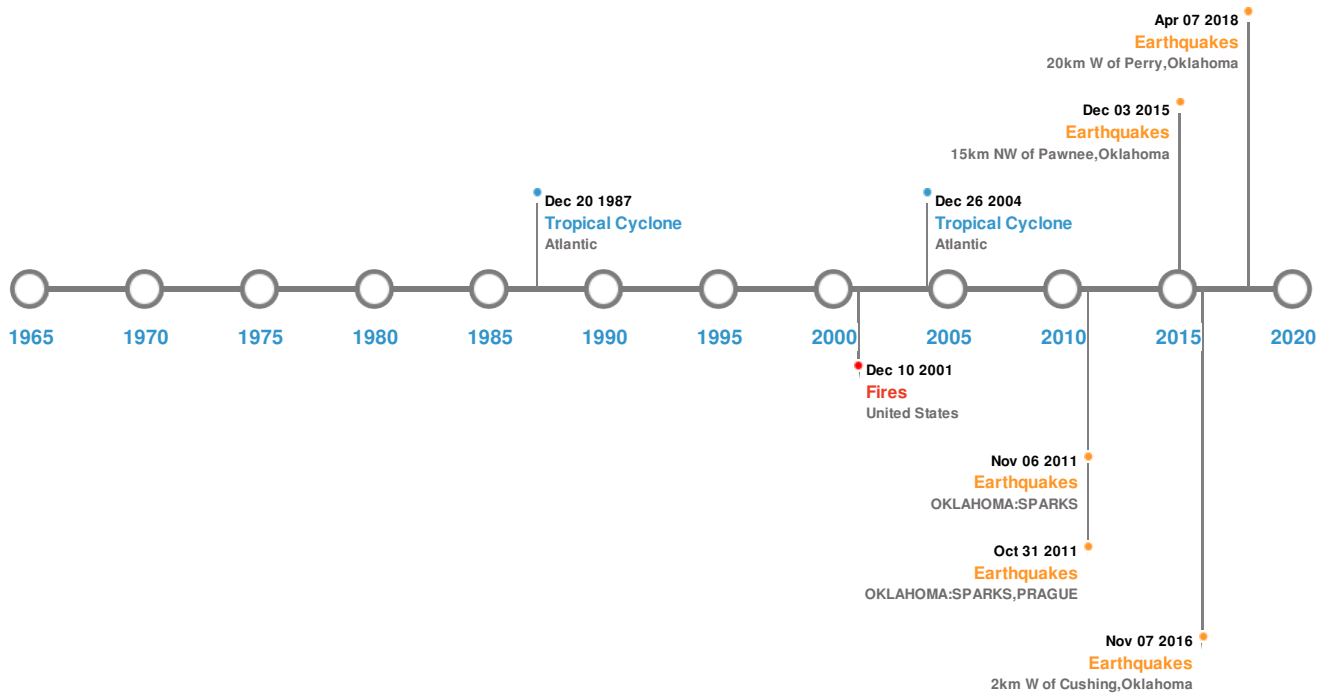 Apr 07 2018
Earthquakes
20km W of Perry,Oklahoma
Dec 03 2015
Earthquakes
15km NW of Pawnee,Oklahoma
Dec 20 1987
Tropical Cyclone
Atlantic
Dec 26 2004
Tropical Cyclone
Atlantic
1965 1970 1975 1980 1985 1990 1995 2000 2005 2010 2015 2020
Dec 10 2001
Fires
United States
Nov 06 2011
Earthquakes
OKLAHOMA:SPARKS
Oct 31 2011
Earthquakes
OKLAHOMA:SPARKS,PRAGUE
Nov 07 2016
Earthquakes
2km W of Cushing,Oklahoma